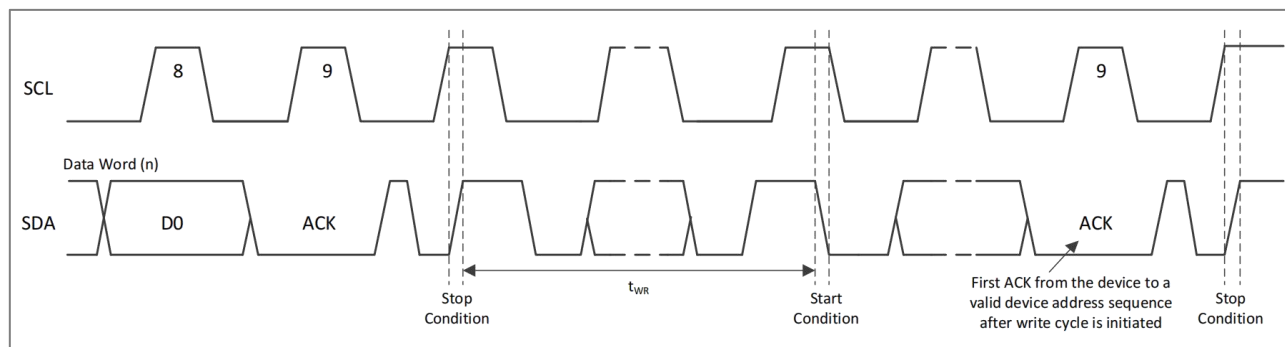 SCL
8
9
9
Data Word (n)
SDA
D0
ACK
ACK
tWR
Stop
Condition
Start
Condition
First ACK from the device to a
valid device address sequence
after write cycle is initiated
Stop
Condition